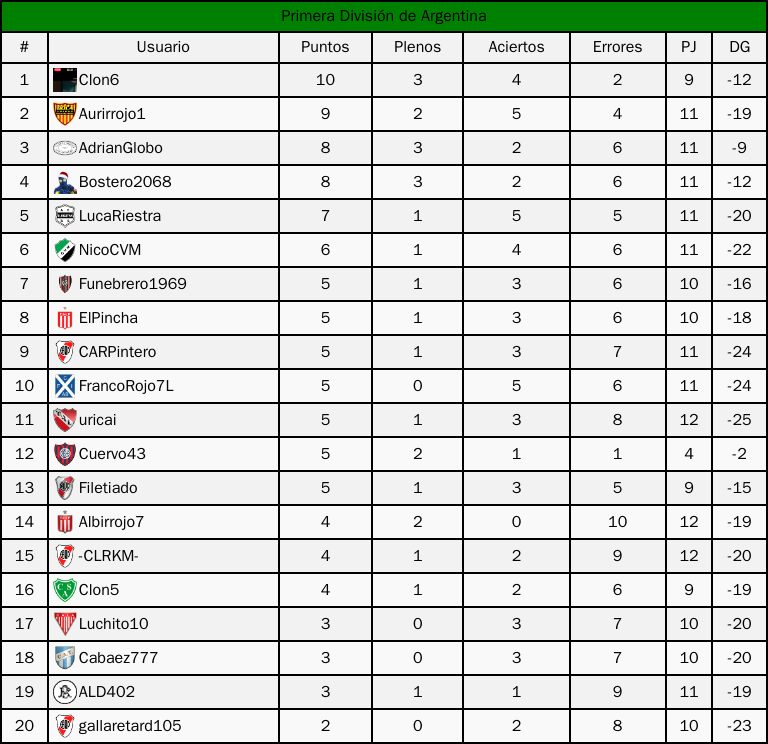 Primera División de Argentina
# Usuario Puntos Plenos Aciertos Errores PJ DG
1 Clon6 10 3 4 2 9 -12
2 Aurirrojo1 9 2 5 4 11 -19
3 AdrianGlobo 8 3 2 6 11 -9
4 Bostero2068 8 3 2 6 11 -12
5 LucaRiestra 7 1 5 5 11 -20
6 NicoCVM 6 1 4 6 11 -22
7 Funebrero1969 5 1 3 6 10 -16
8 ElPincha 5 1 3 6 10 -18
9 CARPintero 5 1 3 7 11 -24
10 FrancoRojo7L 5 0 5 6 11 -24
11 uricai 5 1 3 8 12 -25
12 Cuervo43 5 2 1 1 4 -2
13 Filetiado 5 1 3 5 9 -15
14 Albirrojo7 4 2 0 10 12 -19
15 -CLRKM- 4 1 2 9 12 -20
16 Clon5 4 1 2 6 9 -19
17 Luchito10 3 0 3 7 10 -20
18 Cabaez777 3 0 3 7 10 -20
19 ALD402 3 1 1 9 11 -19
20 gallaretard105 2 0 2 8 10 -23